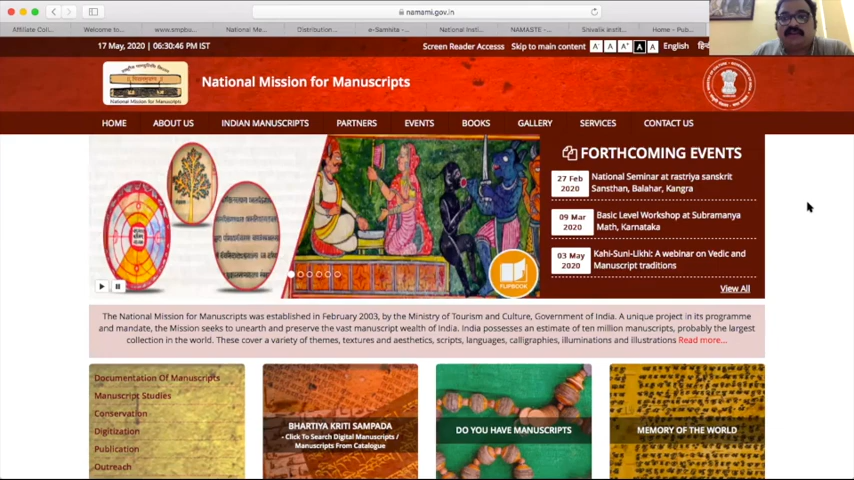 namami.gov.in
Affiliate Coll...
Welcome to...
www.smpbo...
National Me...
Distribution...
e-Samhita -...
National Insti...
NAMASTE -...
Shivalik instit...
Home - Pub...
17 May, 2020 | 06:30:46 PM IST
Screen Reader Accesss
Skip to main content
A-
A
A+
A
A
English
National Mission for Manuscripts
National Mission for Manuscripts
HOME
ABOUT US
INDIAN MANUSCRIPTS
PARTNERS
EVENTS
BOOKS
GALLERY
SERVICES
CONTACT US
FORTHCOMING EVENTS
27 Feb 2020
National Seminar at rastriya sanskrit
Sansthan, Balahar, Kangra
09 Mar 2020
Basic Level Workshop at Subramanya
Math, Karnataka
03 May 2020
Kahi-Suni-Likhi: A webinar on Vedic and
Manuscript traditions
View All
FLIPBOOK
The National Mission for Manuscripts was established in February 2003, by the Ministry of Tourism and Culture, Government of India. A unique project in its programme
and mandate, the Mission seeks to unearth and preserve the vast manuscript wealth of India. India possesses an estimate of ten million manuscripts, probably the largest
collection in the world. These cover a variety of themes, textures and aesthetics, scripts, languages, calligraphies, illuminations and illustrations Read more...
Documentation Of Manuscripts
Manuscript Studies
Conservation
Digitization
Publication
Outreach
BHARTIYA KRITI SAMPADA
- Click To Search Digital Manuscripts /
Manuscripts From Catalogue
DO YOU HAVE MANUSCRIPTS
MEMORY OF THE WORLD